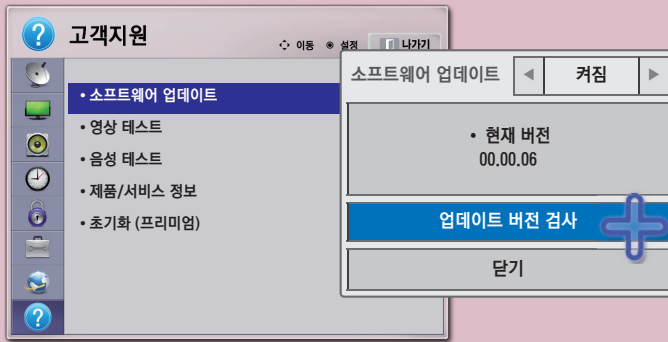 고객지원
이동 설정 나가기
• 소프트웨어 업데이트
• 영상 테스트
• 음성 테스트
• 제품/서비스 정보
• 초기화 (프리미엄)
소프트웨어 업데이트 ◀ 켜짐 ▶
• 현재 버전
00.00.06
업데이트 버전 검사
닫기